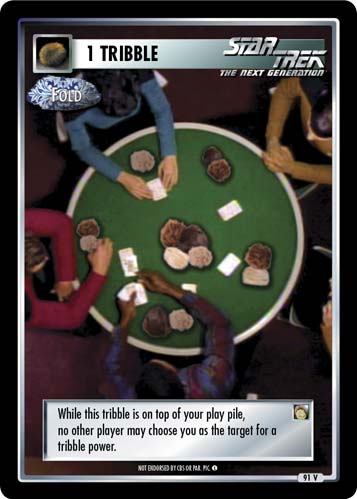 1 TRIBBLE
STAR TREK
THE NEXT GENERATION
FOLD
While this tribble is on top of your play pile,
no other player may choose you as the target for a
tribble power.
NOT ENDORSED BY CBS OR PAR. PIC.
91 V